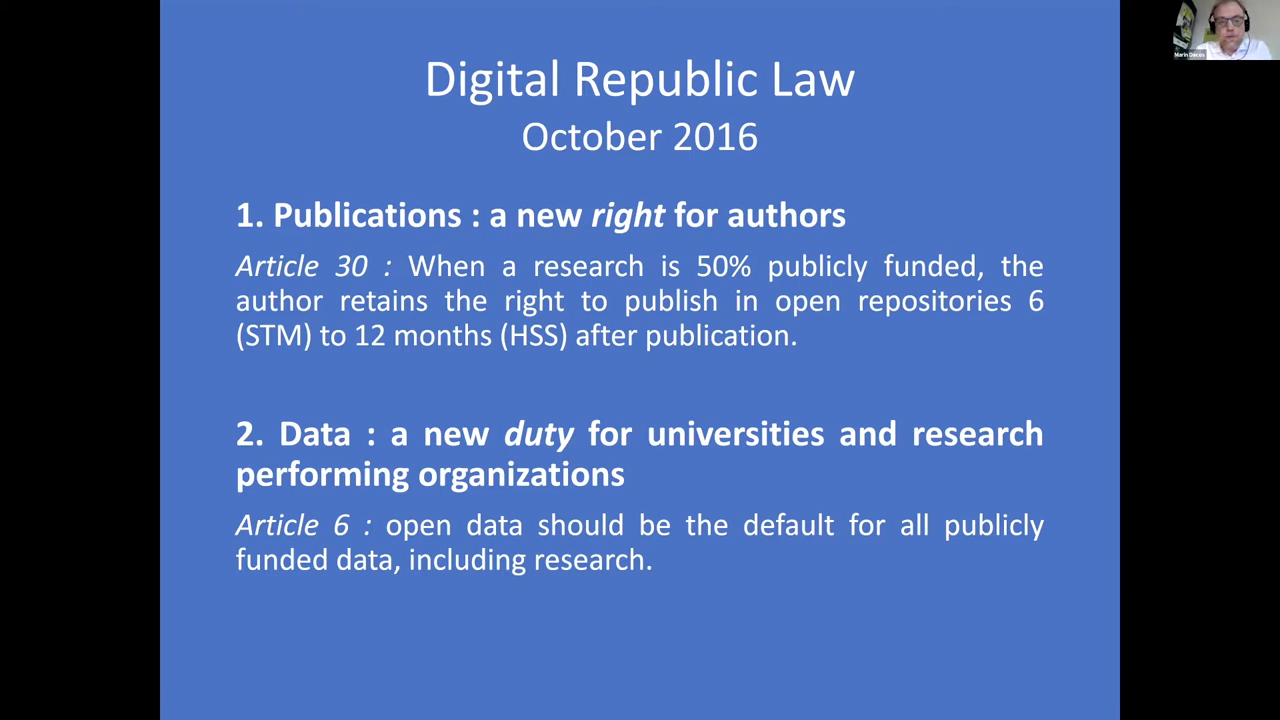 Digital Republic Law
October 2016
1. Publications : a new right for authors
Article 30 : When a research is 50% publicly funded, the
author retains the right to publish in open repositories 6
(STM) to 12 months (HSS) after publication.
2. Data : a new duty for universities and research
performing organizations
Article 6 : open data should be the default for all publicly
funded data, including research.
Marin Dacos